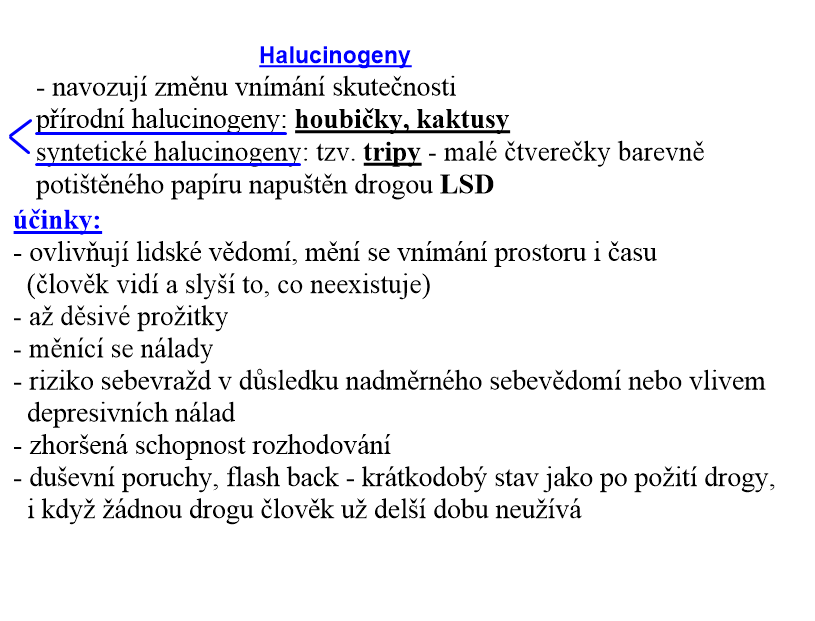 Halucinogeny
- navozují změnu vnímání skutečnosti
přírodní halucinogeny: houbičky, kaktusy
syntetické halucinogeny: tzv. tripy - malé čtverečky barevně
potištěného papíru napuštěn drogou LSD
účinky:
- ovlivňují lidské vědomí, mění se vnímání prostoru i času
(člověk vidí a slyší to, co neexistuje)
- až děsivé prožitky
- měnící se nálady
- riziko sebevražd v důsledku nadměrného sebevědomí nebo vlivem
depresivních nálad
- zhoršená schopnost rozhodování
- duševní poruchy, flash back - krátkodobý stav jako po požití drogy,
i když žádnou drogu člověk už delší dobu neužívá